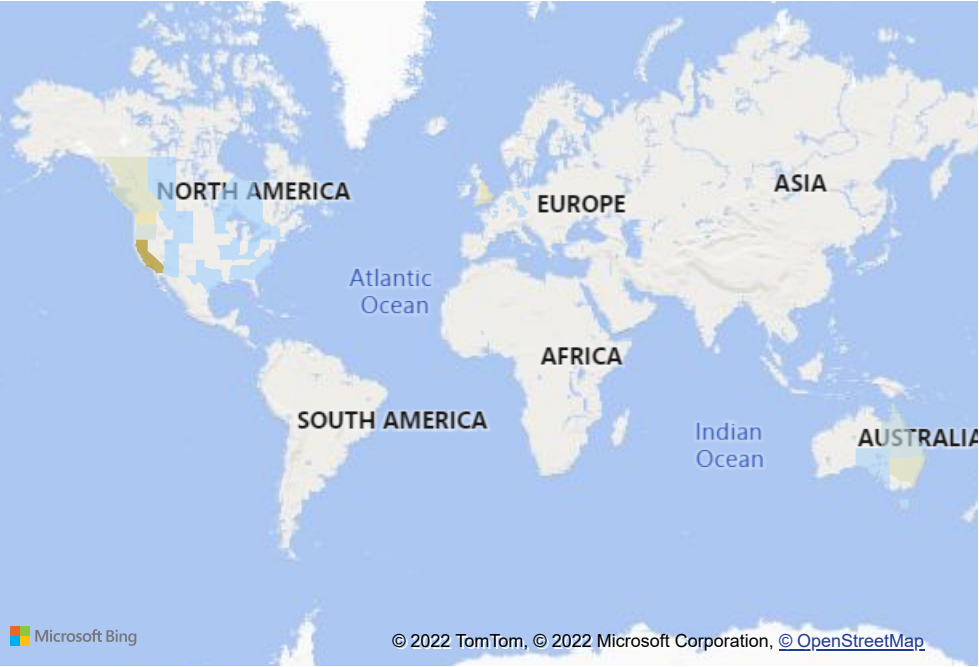 ASIA
NORTH AMERICA
EUROPE
Atlantic
Ocean
AFRICA
SOUTH AMERICA
Indian
Ocean
AUSTRALIA
Microsoft Bing
© 2022 TomTom, © 2022 Microsoft Corporation, © OpenStreetMap